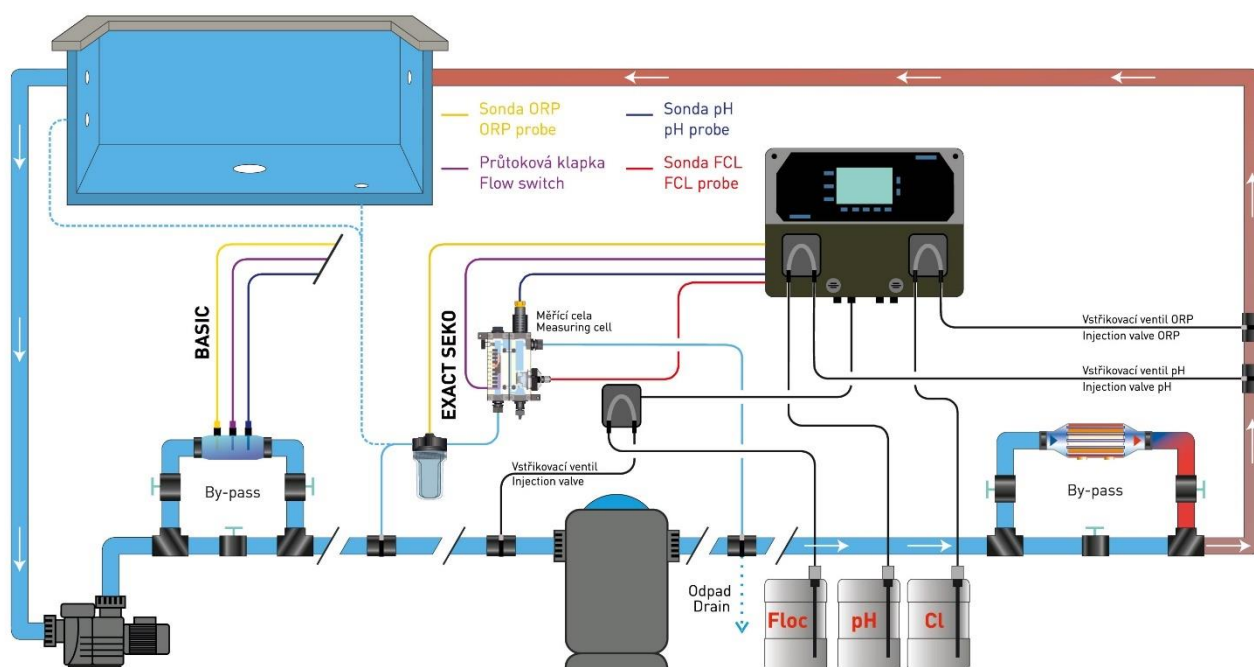 Sonda ORP
ORP probe
Sonda pH
pH probe
Průtoková klapka
Flow switch
Sonda FCL
FCL probe
BASIC
EXACT SEKO
Měřící cela
Measuring cell
Vstřikovací ventil ORP
Injection valve ORP
Vstřikovací ventil pH
Injection valve pH
By-pass
Vstřikovací ventil
Injection valve
By-pass
Odpad
Drain
Floc
pH
Cl